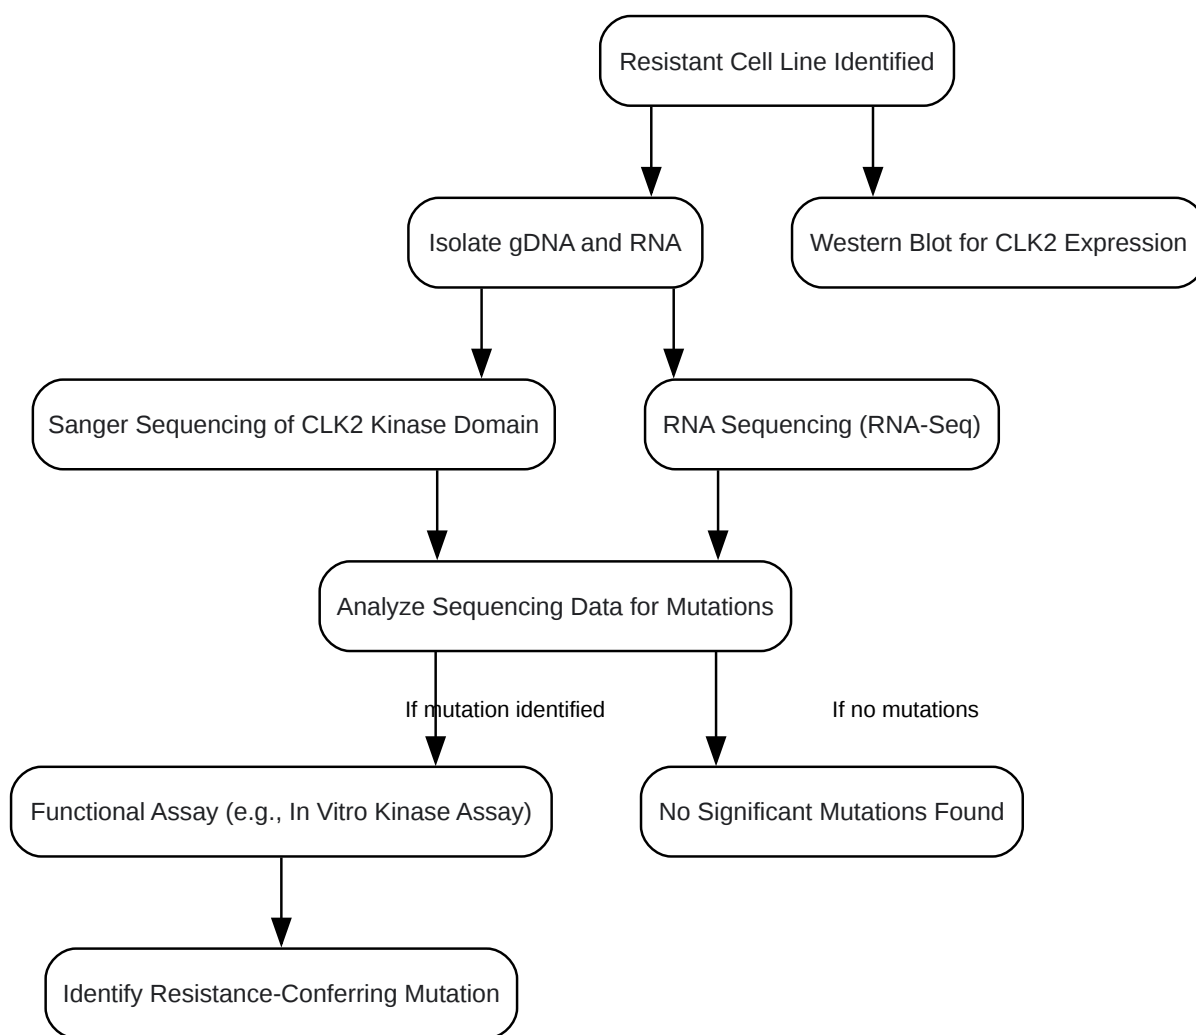 Resistant Cell Line Identified
Isolate gDNA and RNA
Western Blot for CLK2 Expression
Sanger Sequencing of CLK2 Kinase Domain
RNA Sequencing (RNA-Seq)
Analyze Sequencing Data for Mutations
If mutation identified
If no mutations
Functional Assay (e.g., In Vitro Kinase Assay)
No Significant Mutations Found
Identify Resistance-Conferring Mutation